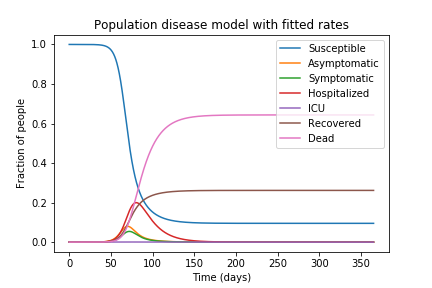 Population disease model with fitted rates
Fraction of people
1.0
0.8
0.6
0.4
0.2
0.0
Susceptible
Asymptomatic
Symptomatic
Hospitalized
ICU
Recovered
Dead
0 50 100 150 200 250 300 350
Time (days)